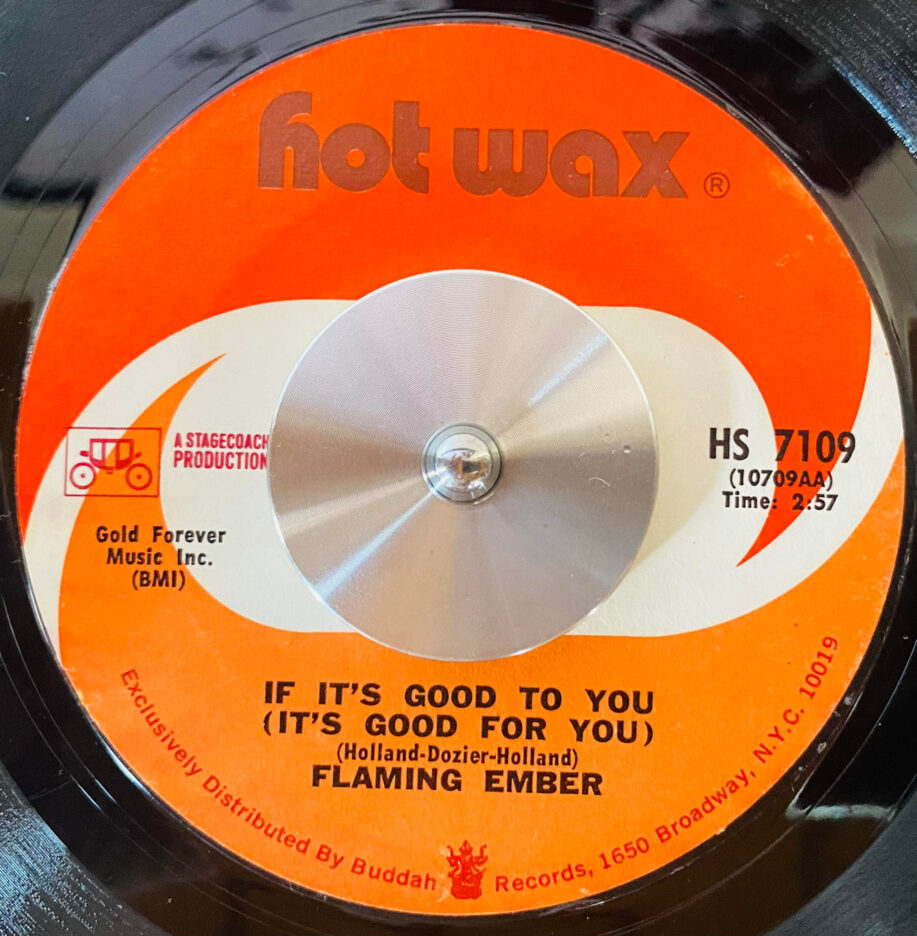 hot wax ®
A STAGECOACH
PRODUCTION
HS 7109
(10709AA)
Time: 2:57
Gold Forever
Music Inc.
(BMI)
IF IT'S GOOD TO YOU
(IT'S GOOD FOR YOU)
(Holland-Dozier-Holland)
FLAMING EMBER
Exclusively Distributed By Buddah Records, 1650 Broadway, N.Y.C. 10019